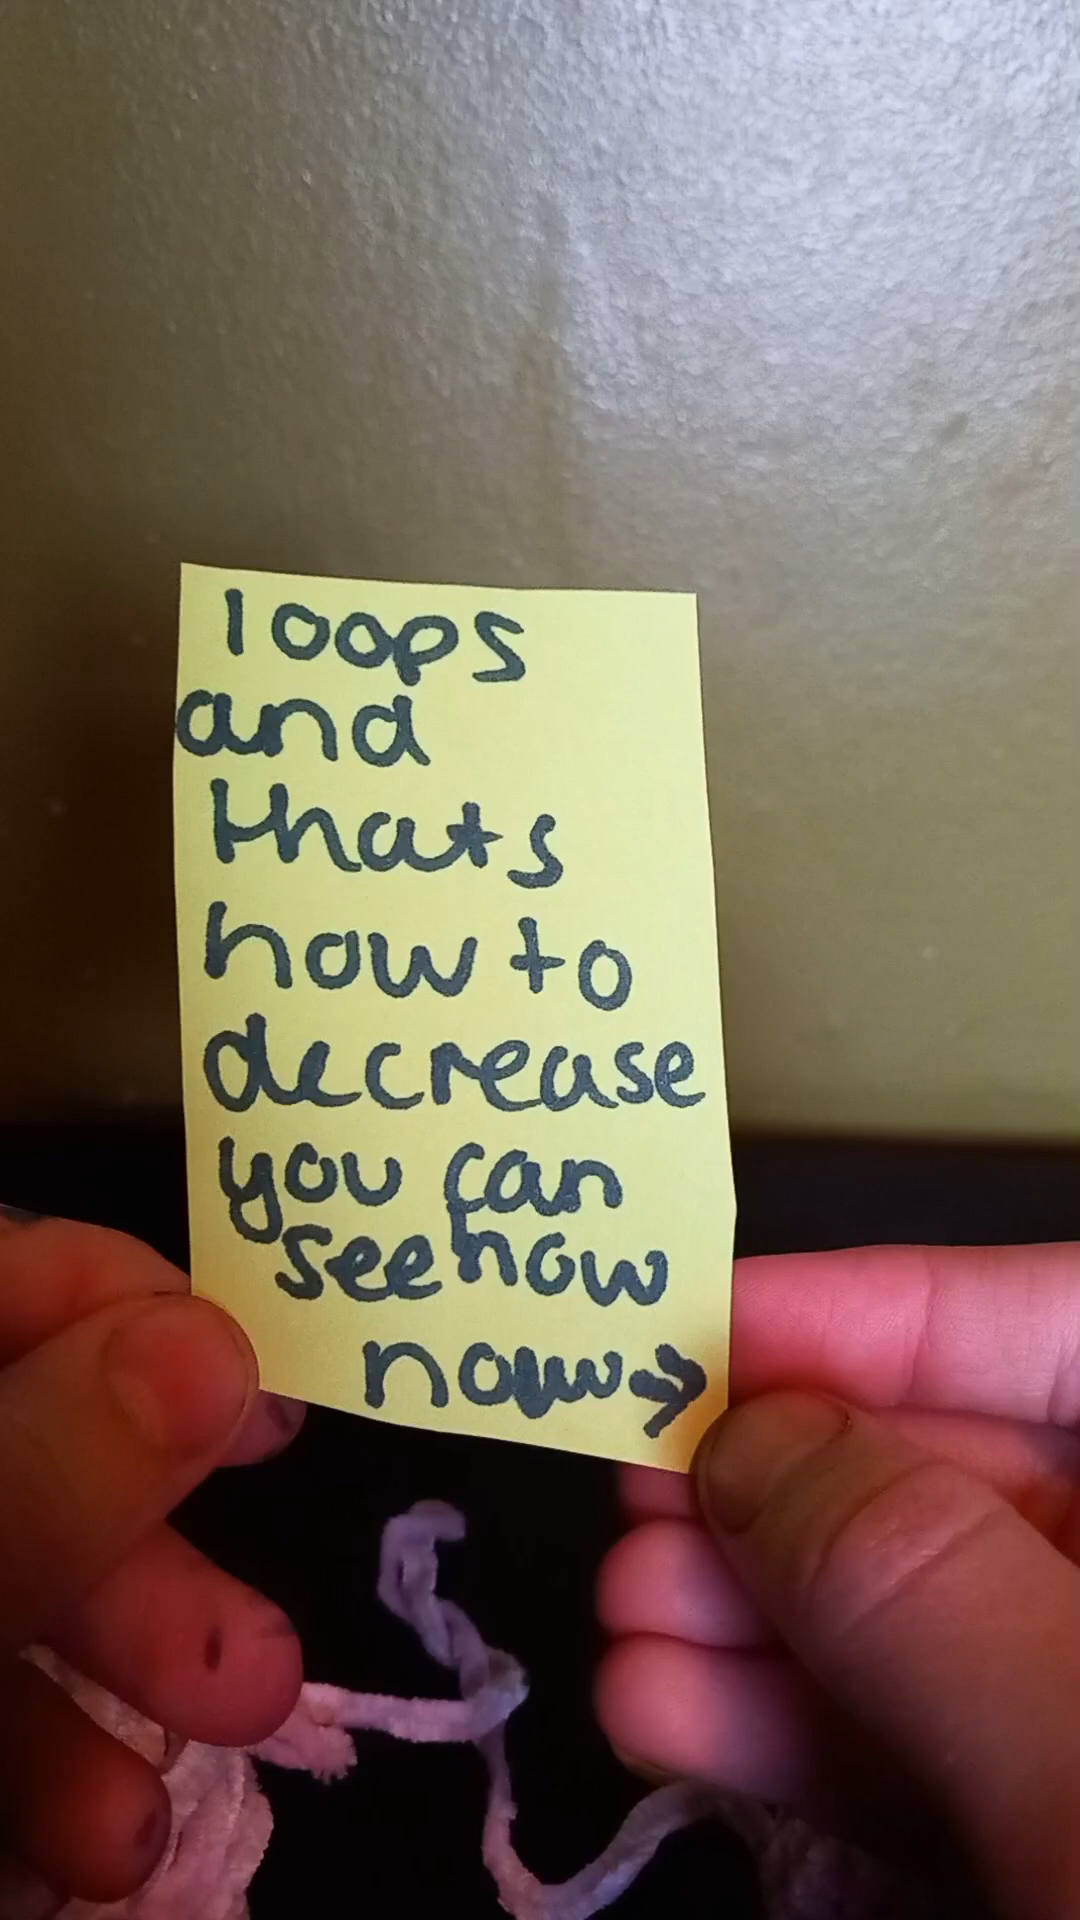 loops
and
thats
how to
decrease
you can
see how
now→